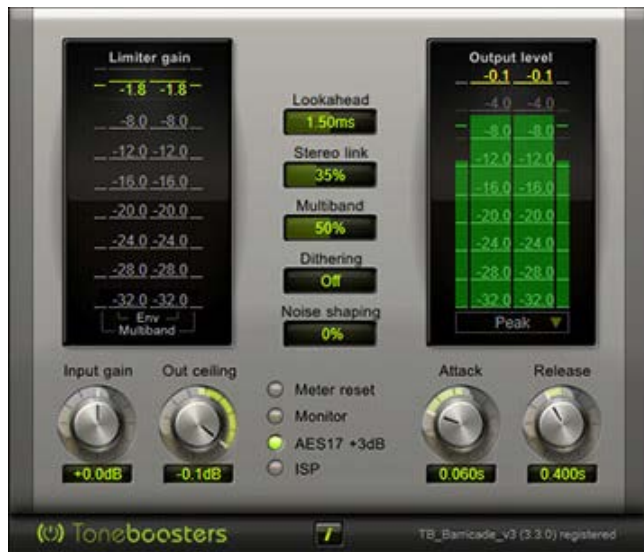 Limiter gain
-1.8 -1.8
-8.0 -8.0
-12.0 -12.0
-16.0 -16.0
-20.0 -20.0
-24.0 -24.0
-28.0 -28.0
-32.0 -32.0
Env
Multiband
Lookahead
1.50ms
Stereo link
35%
Multiband
50%
Dithering
Off
Noise shaping
0%
Output level
-0.1 -0.1
-4.0 -4.0
-8.0 -8.0
-12.0 -12.0
-16.0 -16.0
-20.0 -20.0
-24.0 -24.0
-28.0 -28.0
-32.0 -32.0
Peak
Input gain
+0.0dB
Out ceiling
-0.1dB
Meter reset
Monitor
AES17 +3dB
ISP
Attack
0.060s
Release
0.400s
Toneboosters
TB_Barricade_v3 (3.3.0) registered